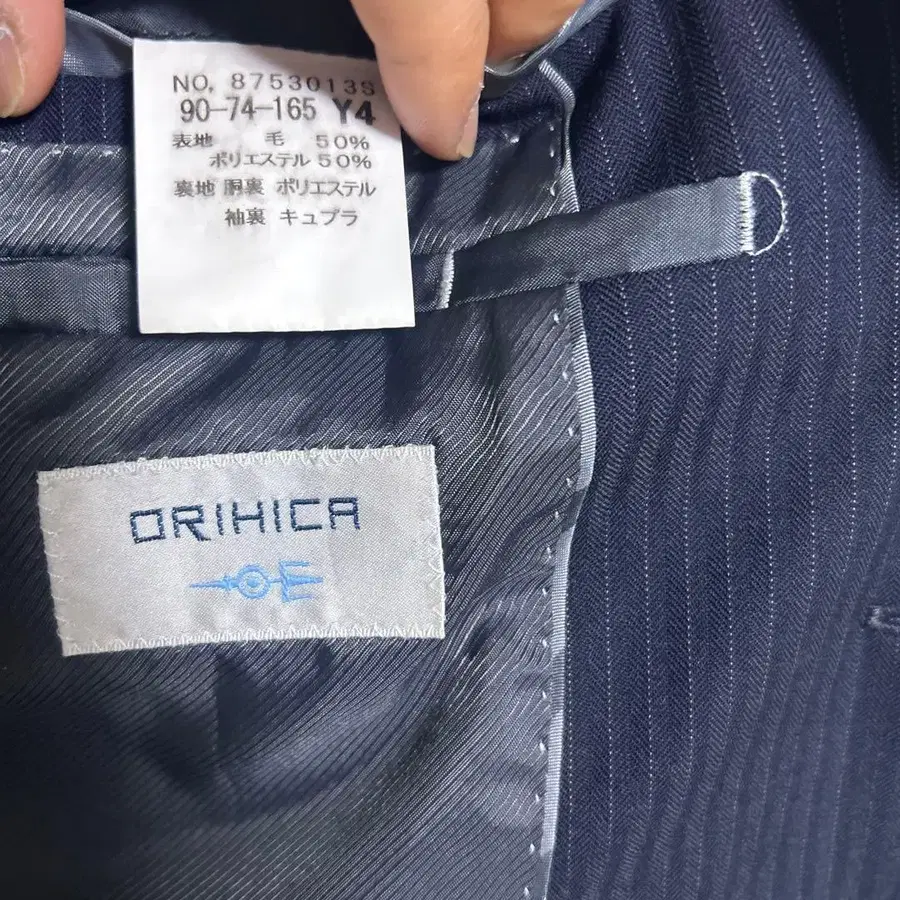 NO, 8753013S
90-74-165 Y4
表地 毛 50%
ポリエステル 50%
裏地 胴裏 ポリエステル
袖裏 キュプラ
ORIHICA